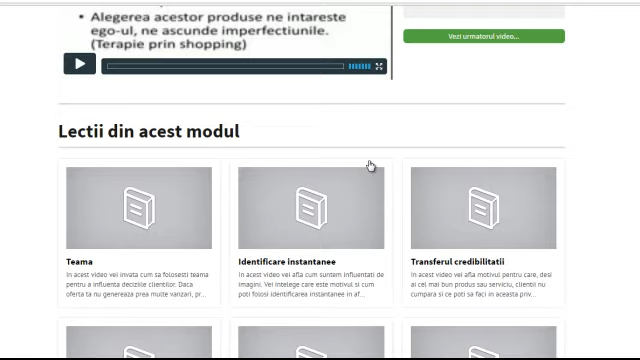 Alegerea acestor produse ne intareste
ego-ul, ne ascunde imperfectiunile.
(Terapie prin shopping)
Vezi urmatorul video...
Lectii din acest modul
Teama
In acest video vei invata cum sa folosesti teama
pentru a influenta deciziile clientilor. Daca
oferta ta nu genereaza prea multe vanzari, pr...
Identificare instantanee
In acest video vei afla cum suntem influentati de
imagini. Vei intelege care este motivul si cum
poti folosi identificarea instantanee in af...
Transferul credibilitatii
In acest video vei afla motivul pentru care, desi
ai cel mai bun produs sau serviciu, clientii nu
cumpara si ce poti sa faci in aceasta priv...